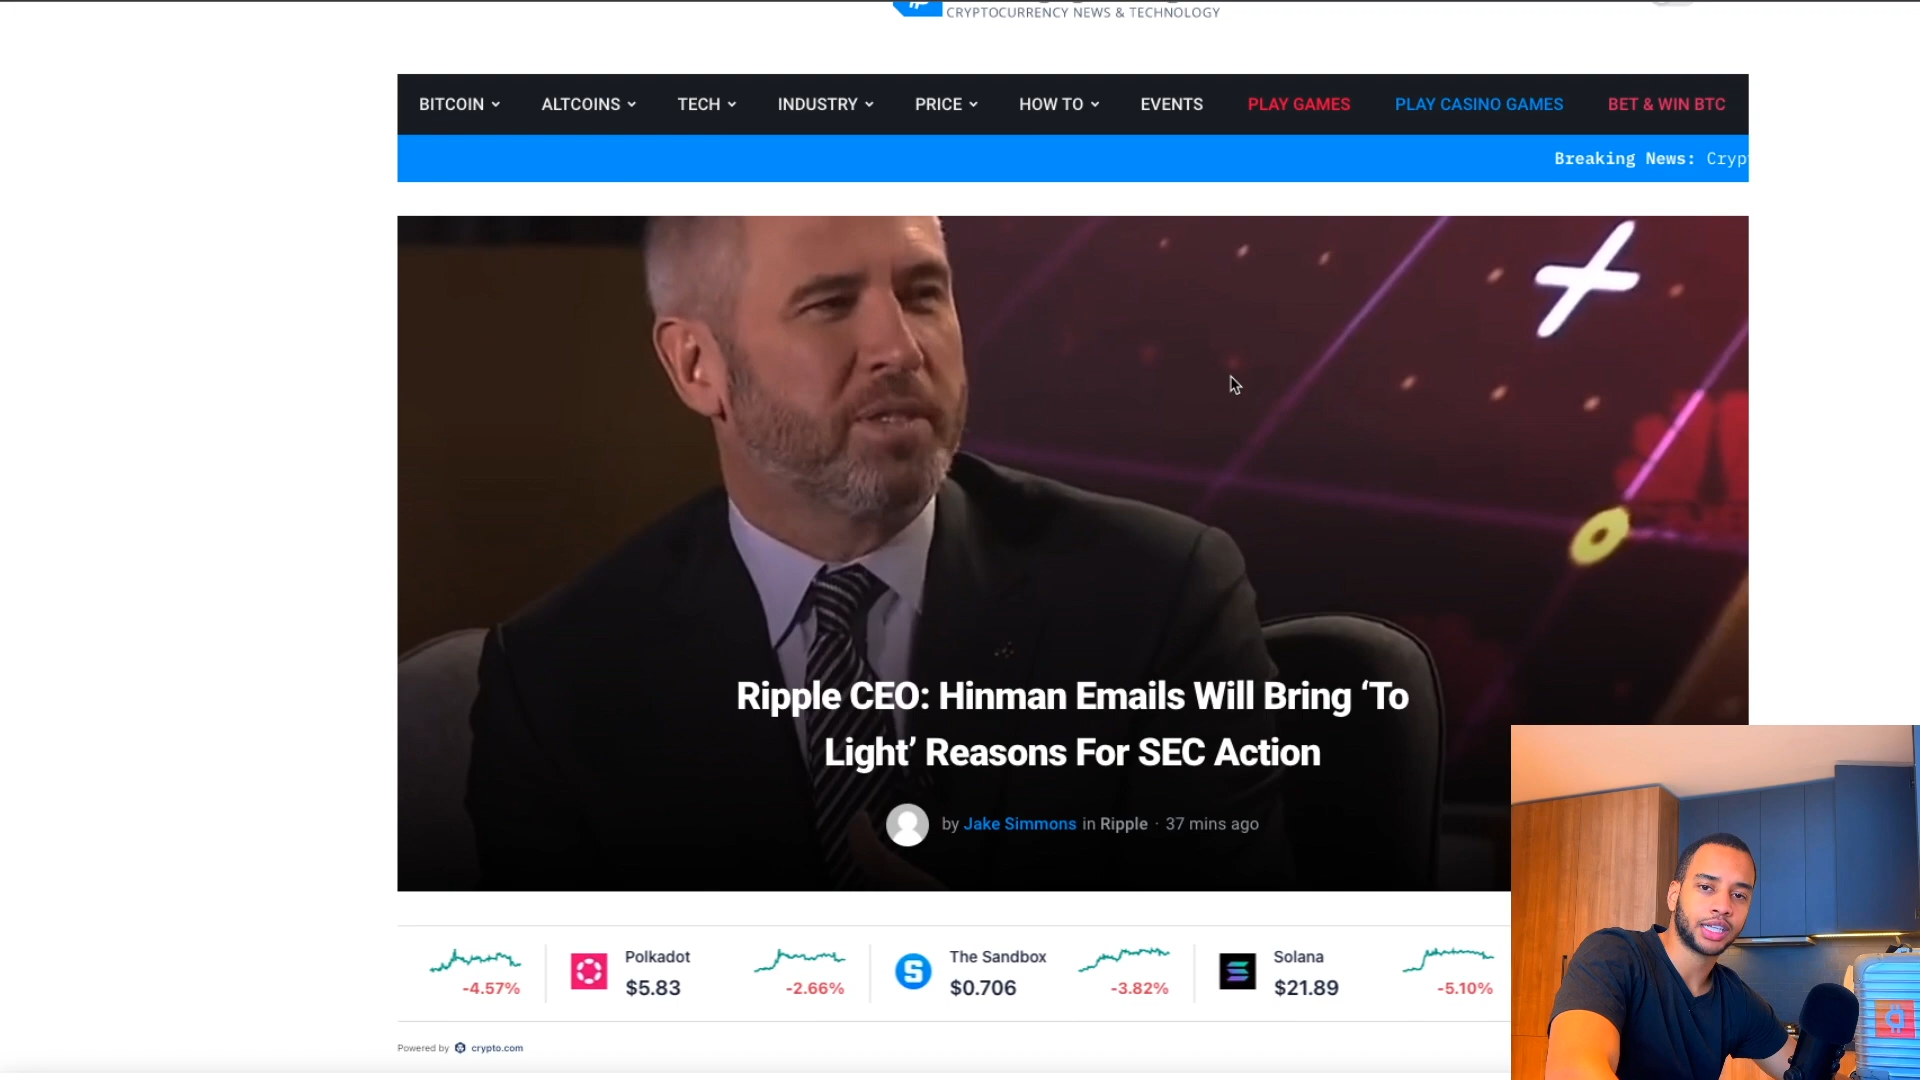 CRYPTOCURRENCY NEWS & TECHNOLOGY
BITCOIN ALTCOINS TECH INDUSTRY PRICE HOW TO EVENTS PLAY GAMES PLAY CASINO GAMES BET & WIN BTC
Breaking News: Cryp
Ripple CEO: Hinman Emails Will Bring ‘To
Light’ Reasons For SEC Action
by Jake Simmons in Ripple · 37 mins ago
Polkadot The Sandbox Solana
-4.57% $5.83 -2.66% $0.706 -3.82% $21.89 -5.10%
Powered by crypto.com